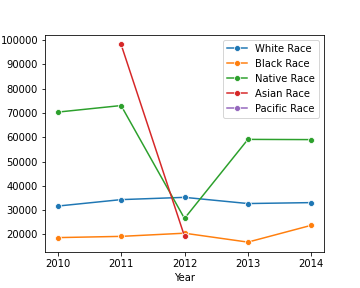 100000
90000
80000
70000
60000
50000
40000
30000
20000
White Race
Black Race
Native Race
Asian Race
Pacific Race
2010 2011 2012 2013 2014
Year